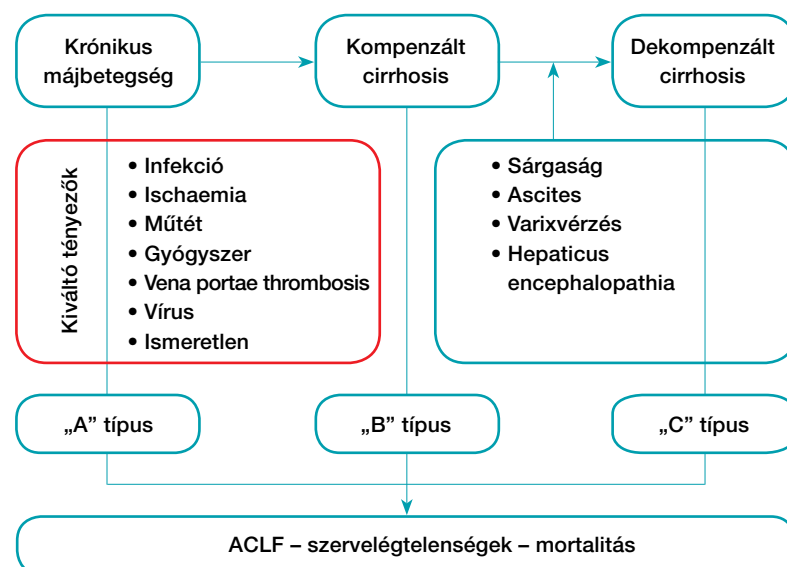 Krónikus
májbetegség
Kompenzált
cirrhosis
Dekompenzált
cirrhosis
Kiváltó tényezők
• Infekció
• Ischaemia
• Műtét
• Gyógyszer
• Vena portae thrombosis
• Vírus
• Ismeretlen
• Sárgaság
• Ascites
• Varixvérzés
• Hepaticus
encephalopathia
„A” típus
„B” típus
„C” típus
ACLF – szervelégtelenségek – mortalitás